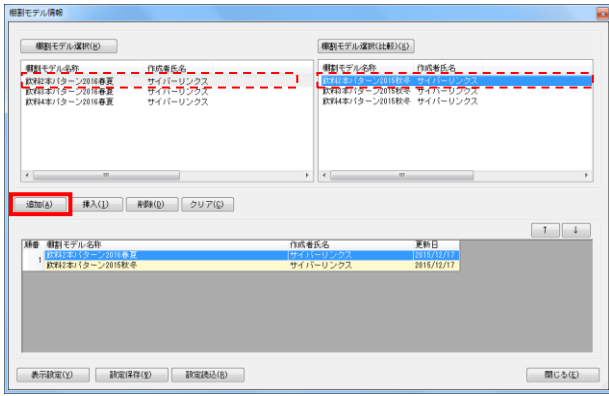 棚割モデル情報
棚割モデル選択(M)
棚割モデル選択(比較)(X)
棚割モデル名称 作成者氏名
飲料2本パターン2016春夏 サイバーリンクス
飲料3本パターン2016春夏 サイバーリンクス
飲料4本パターン2016春夏 サイバーリンクス
棚割モデル名称 作成者氏名
飲料2本パターン2015秋冬 サイバーリンクス
飲料3本パターン2015秋冬 サイバーリンクス
飲料4本パターン2015秋冬 サイバーリンクス
追加(A) 挿入(I) 削除(D) クリア(C)
↑ ↓
順番 棚割モデル名称 作成者氏名 更新日
1 飲料2本パターン2016春夏 サイバーリンクス 2015/12/17
飲料2本パターン2015秋冬 サイバーリンクス 2015/12/17
表示設定(Y) 設定保存(W) 設定読込(R) 閉じる(E)